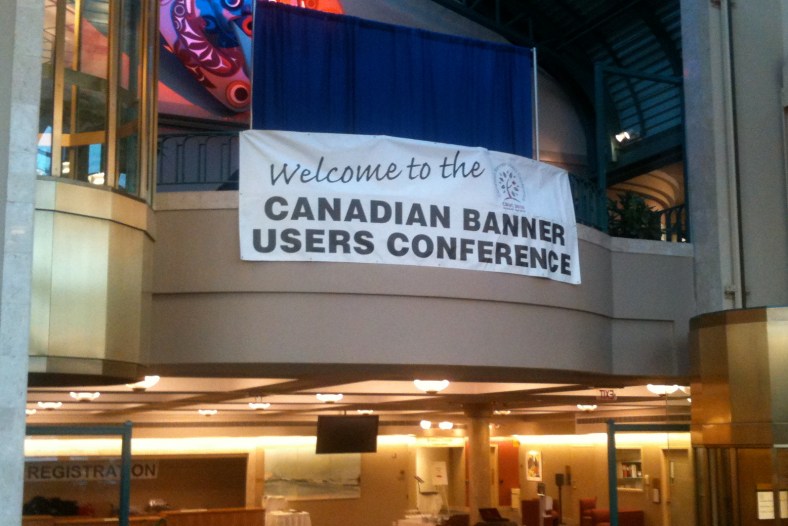 Welcome to the
CANADIAN BANNER
USERS CONFERENCE
REGISTRATION